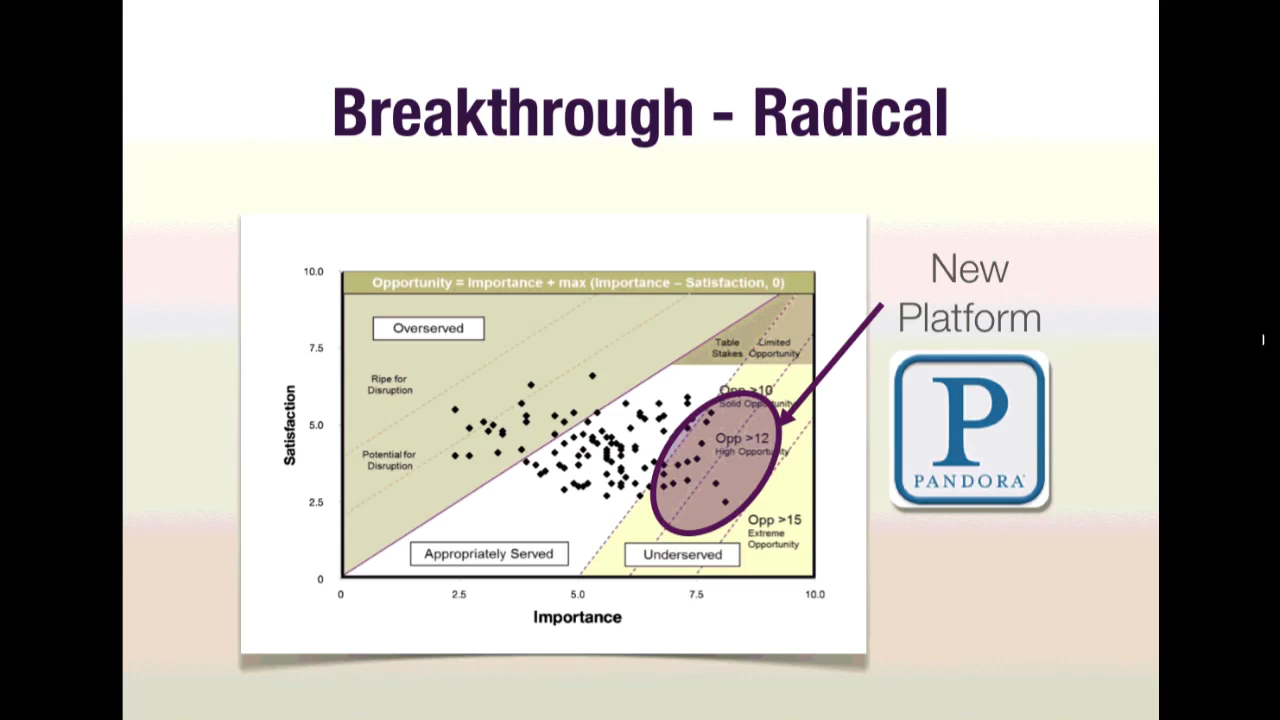 Breakthrough - Radical
New
Platform
P
PANDORA
Opportunity = Importance + max (Importance – Satisfaction, 0)
Overserved
Table
Stakes
Limited
Opportunity
Ripe for
Disruption
Opp >10
Solid Opportunity
Opp >12
High Opportunity
Potential for
Disruption
Opp >15
Extreme
Opportunity
Appropriately Served
Underserved
Satisfaction
10.0
7.5
5.0
2.5
0
0
2.5
5.0
7.5
10.0
Importance